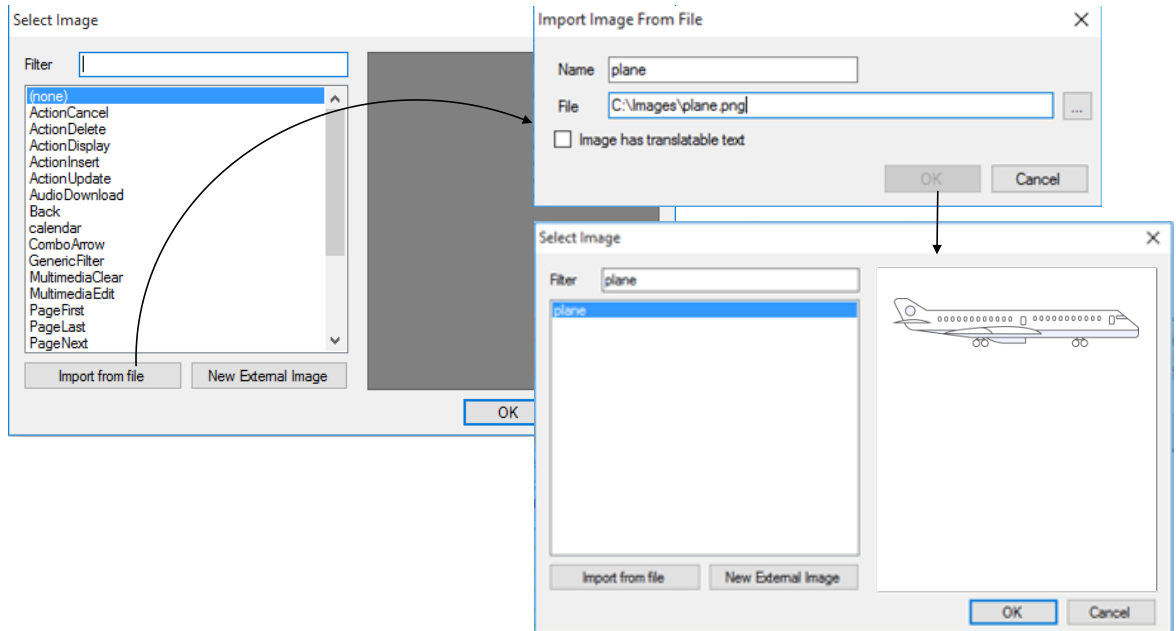 Select Image
Filter
(none)
ActionCancel
ActionDelete
ActionDisplay
ActionInsert
ActionUpdate
AudioDownload
Back
calendar
ComboArrow
GenericFilter
MultimediaClear
MultimediaEdit
PageFirst
PageLast
PageNext
Import from file New External Image
OK
Import Image From File
Name plane
File C:\Images\plane.png
...
Image has translatable text
OK Cancel
Select Image
Filter plane
plane
Import from file New External Image
OK Cancel